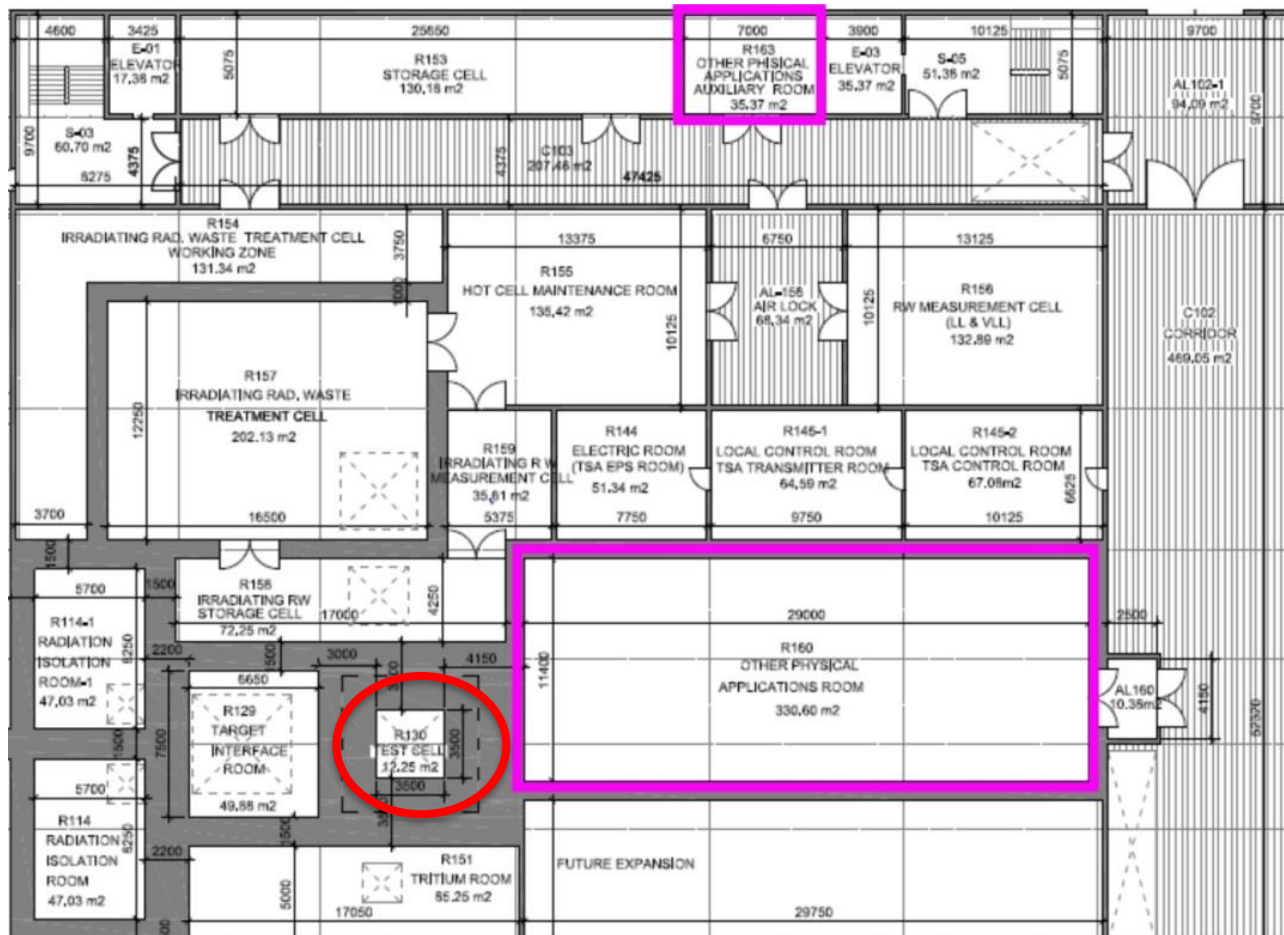 4600
3425
25650
7000
3900
10125
9700
E-01
ELEVATOR
17.36 m2
5075
R153
STORAGE CELL
130.16 m2
R163
OTHER PHISICAL
APPLICATIONS
AUXILIARY ROOM
35.37 m2
E-03
ELEVATOR
35.37 m2
S-05
51.36 m2
5075
AL102-1
94.09 m2
9700
9700
S-03
60.70 m2
4375
6275
4375
C103
207.46 m2
47425
R154
IRRADIATING RAD. WASTE TREATMENT CELL
WORKING ZONE
131.34 m2
3750
1000
13375
6750
13125
R155
HOT CELL MAINTENANCE ROOM
135.42 m2
10125
AL-156
AIR LOCK
68,34 m2
10125
R156
RW MEASUREMENT CELL
(LL & VLL)
132.89 m2
C102
CORRIDOR
469.05 m2
12250
R157
IRRADIATING RAD. WASTE
TREATMENT CELL
202.13 m2
3700
16500
R159
IRRADIATING R W
MEASUREMENT CELL
35,61 m2
5375
R144
ELECTRIC ROOM
(TSA EPS ROOM)
51.34 m2
7750
R145-1
LOCAL CONTROL ROOM
TSA TRANSMITTER ROOM
64,59 m2
9750
R145-2
LOCAL CONTROL ROOM
TSA CONTROL ROOM
67.08m2
10125
6625
1500
5700
1500
R158
IRRADIATING RW
STORAGE CELL
72.25 m2
17000
4250
R114-1
RADIATION
ISOLATION
ROOM-1
47,03 m2
6250
2200
1500
3000
4150
11400
29000
R160
OTHER PHYSICAL
APPLICATIONS ROOM
330.60 m2
2500
AL160
10.36m2
4150
57520
6650
R129
TARGET
INTERFACE
ROOM
49.88 m2
7500
R130
TEST CELL
12.25 m2
3500
3500
1500
5700
R114
RADIATION
ISOLATION
ROOM
47,03 m2
6250
2200
1500
5000
R151
TRITIUM ROOM
85.25 m2
17050
FUTURE EXPANSION
29750